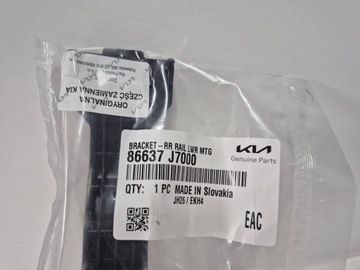 ORYGINALNA
CZĘŚĆ ZAMIENNA KIA
BRACKET-RR RAIL LWR MTG
86637 J7000
KIA
Genuine Parts
QTY: 1 PC MADE IN Slovakia
JH26 / EKH4
EAC